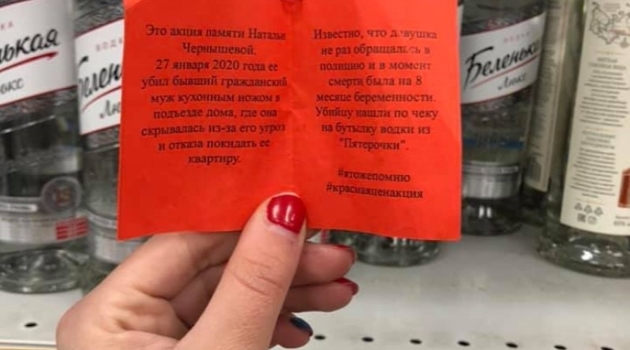 Это акция памяти Натальи
Чернышевой.
27 января 2020 года ее
убил бывший гражданский
муж кухонным ножом в
подъезде дома, где она
скрывалась из-за его угроз
и отказа покидать ее
квартиру.
Известно, что девушка
не раз обращалась в
полицию и в момент
смерти была на 8
месяце беременности.
Убийцу нашли по чеку
на бутылку водки из
"Пятерочки".
#ятожепомню
#краснаяценакция
ВОДКА
Беленькая
Люкс